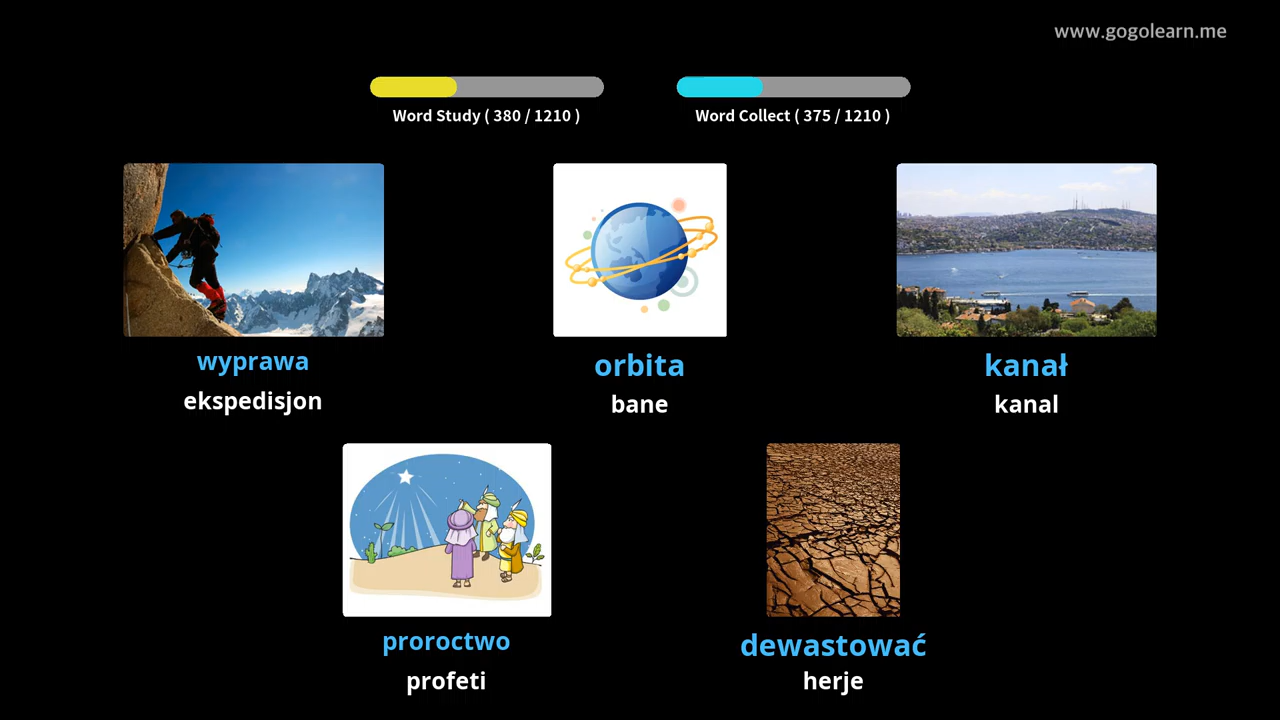 www.gogolearn.me
Word Study ( 380 / 1210 )
Word Collect ( 375 / 1210 )
wyprawa
ekspedisjon
orbita
bane
kanał
kanal
proroctwo
profeti
dewastować
herje